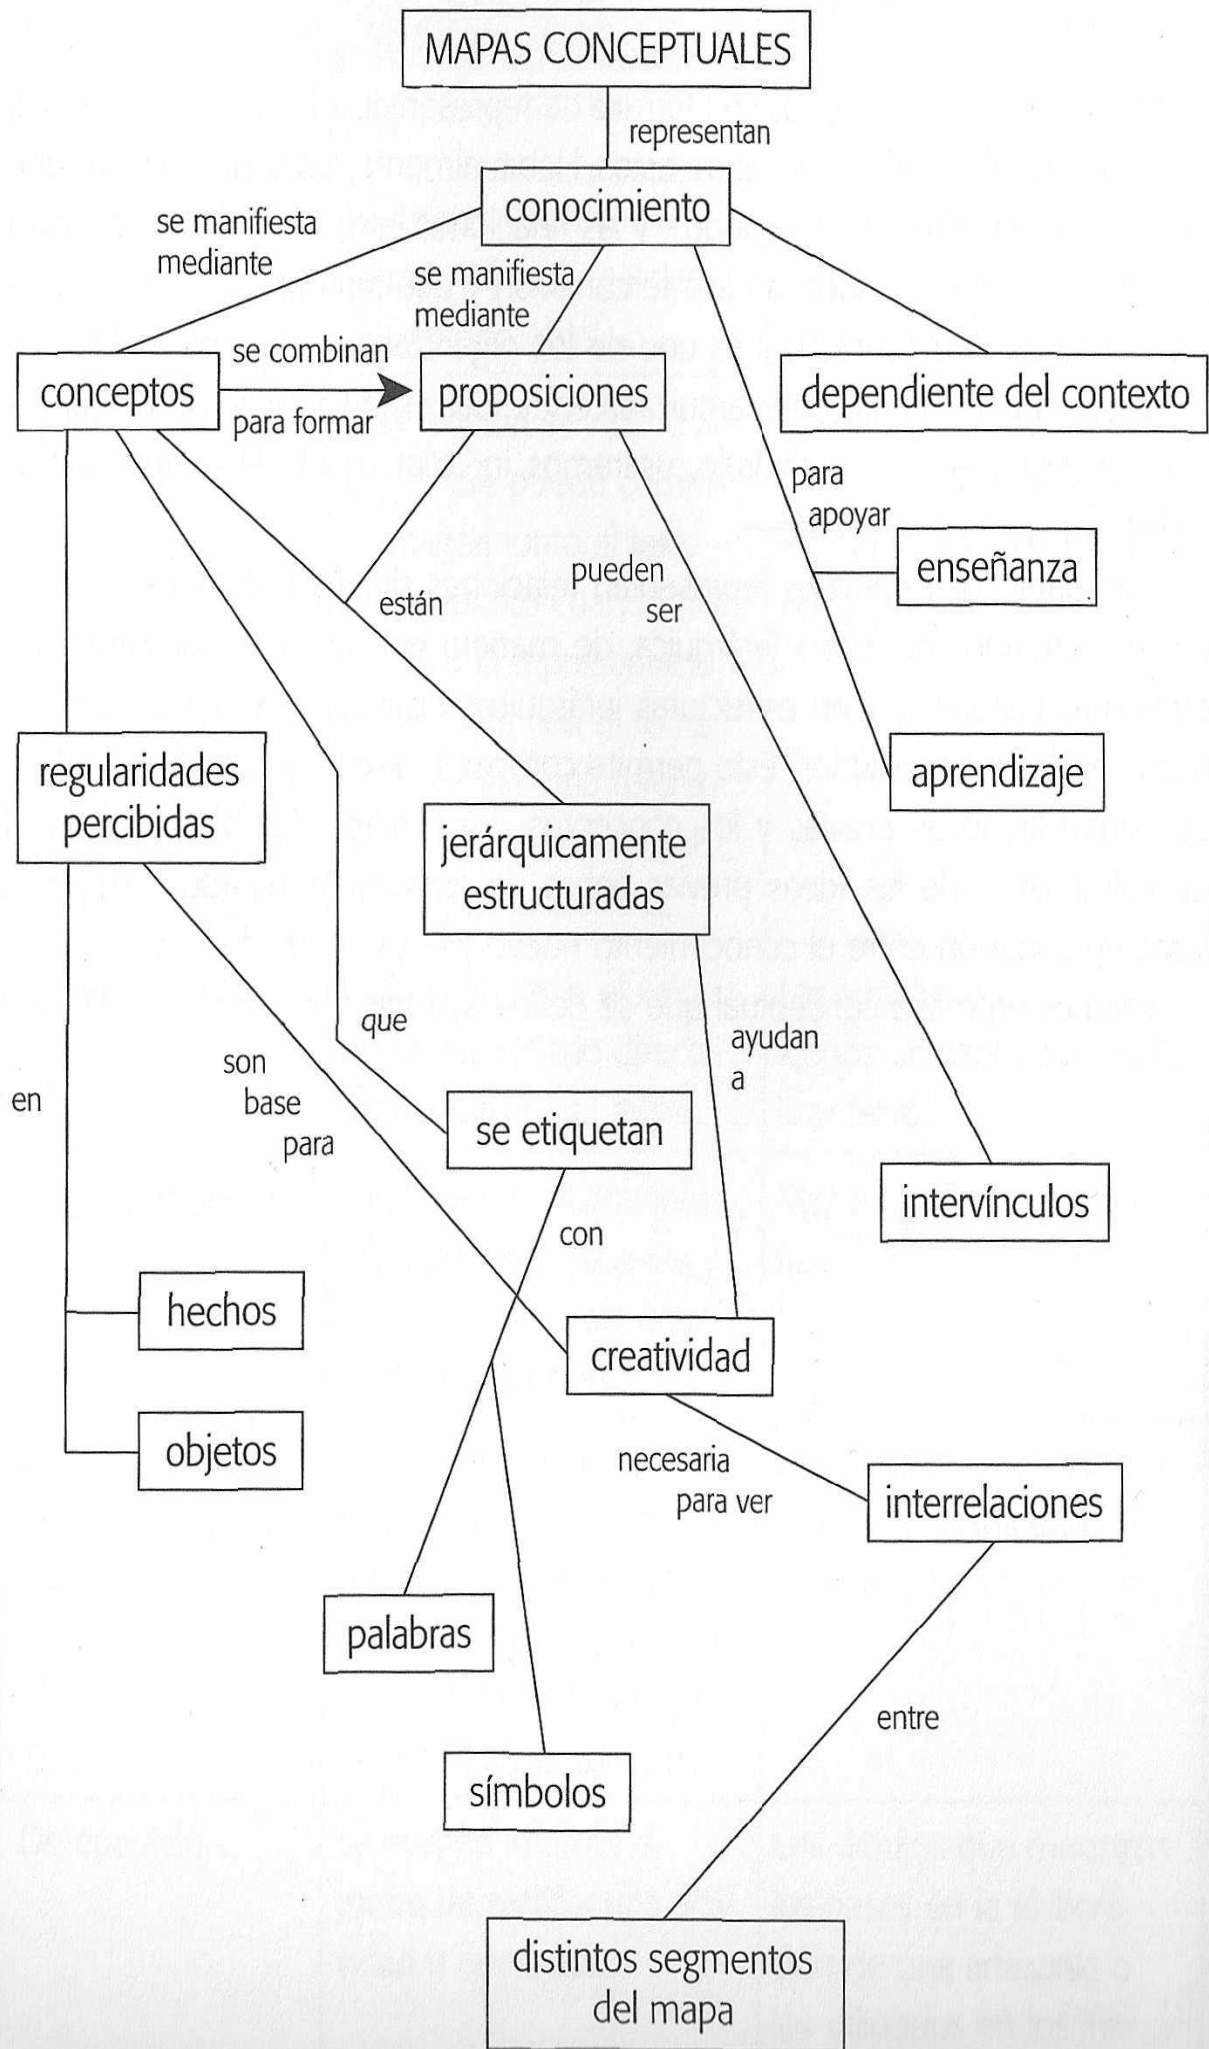 MAPAS CONCEPTUALES
representan
conocimiento
se manifiesta
mediante
se manifiesta
mediante
conceptos
se combinan
para formar
proposiciones
dependiente del contexto
para
apoyar
enseñanza
pueden
ser
están
aprendizaje
regularidades
percibidas
jerárquicamente
estructuradas
que
ayudan
a
son
base
para
en
se etiquetan
intervínculos
con
hechos
creatividad
objetos
necesaria
para ver
interrelaciones
palabras
entre
símbolos
distintos segmentos
del mapa